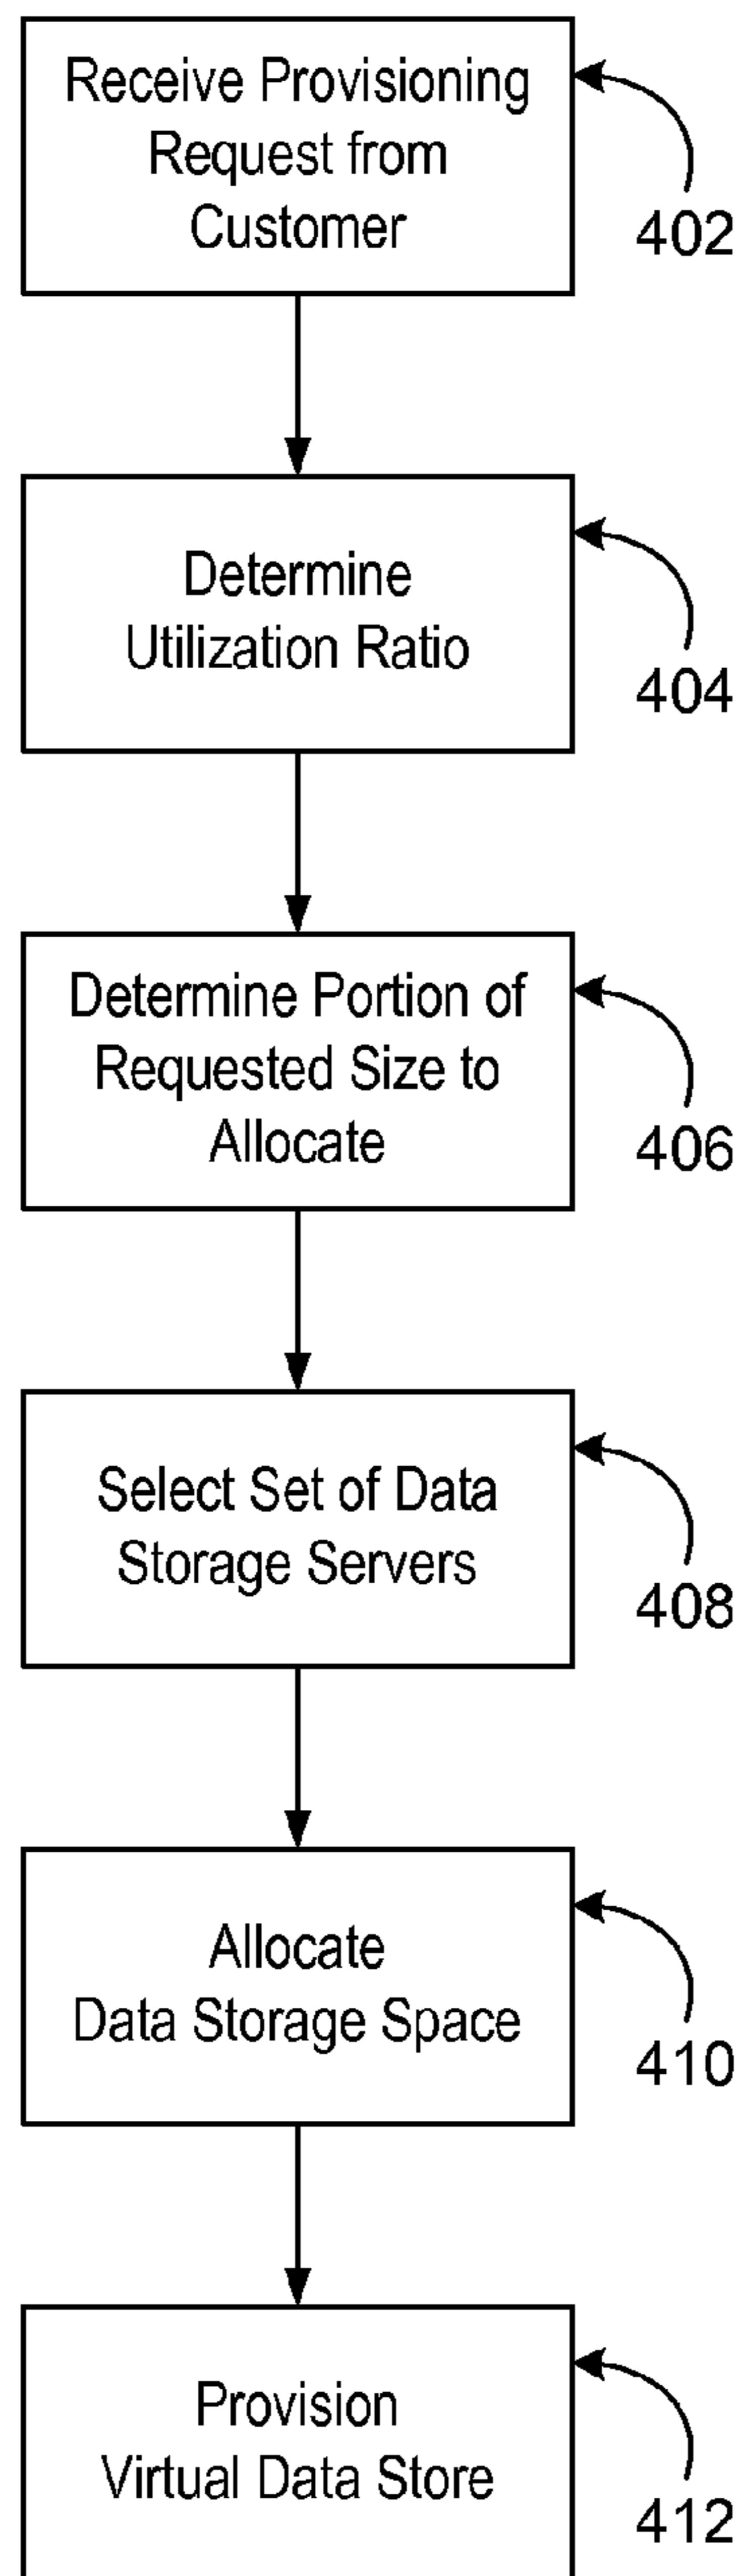 Receive Provisioning
Request from
Customer
402
Determine
Utilization Ratio
404
Determine Portion of
Requested Size to
Allocate
406
Select Set of Data
Storage Servers
408
Allocate
Data Storage Space
410
Provision
Virtual Data Store
412